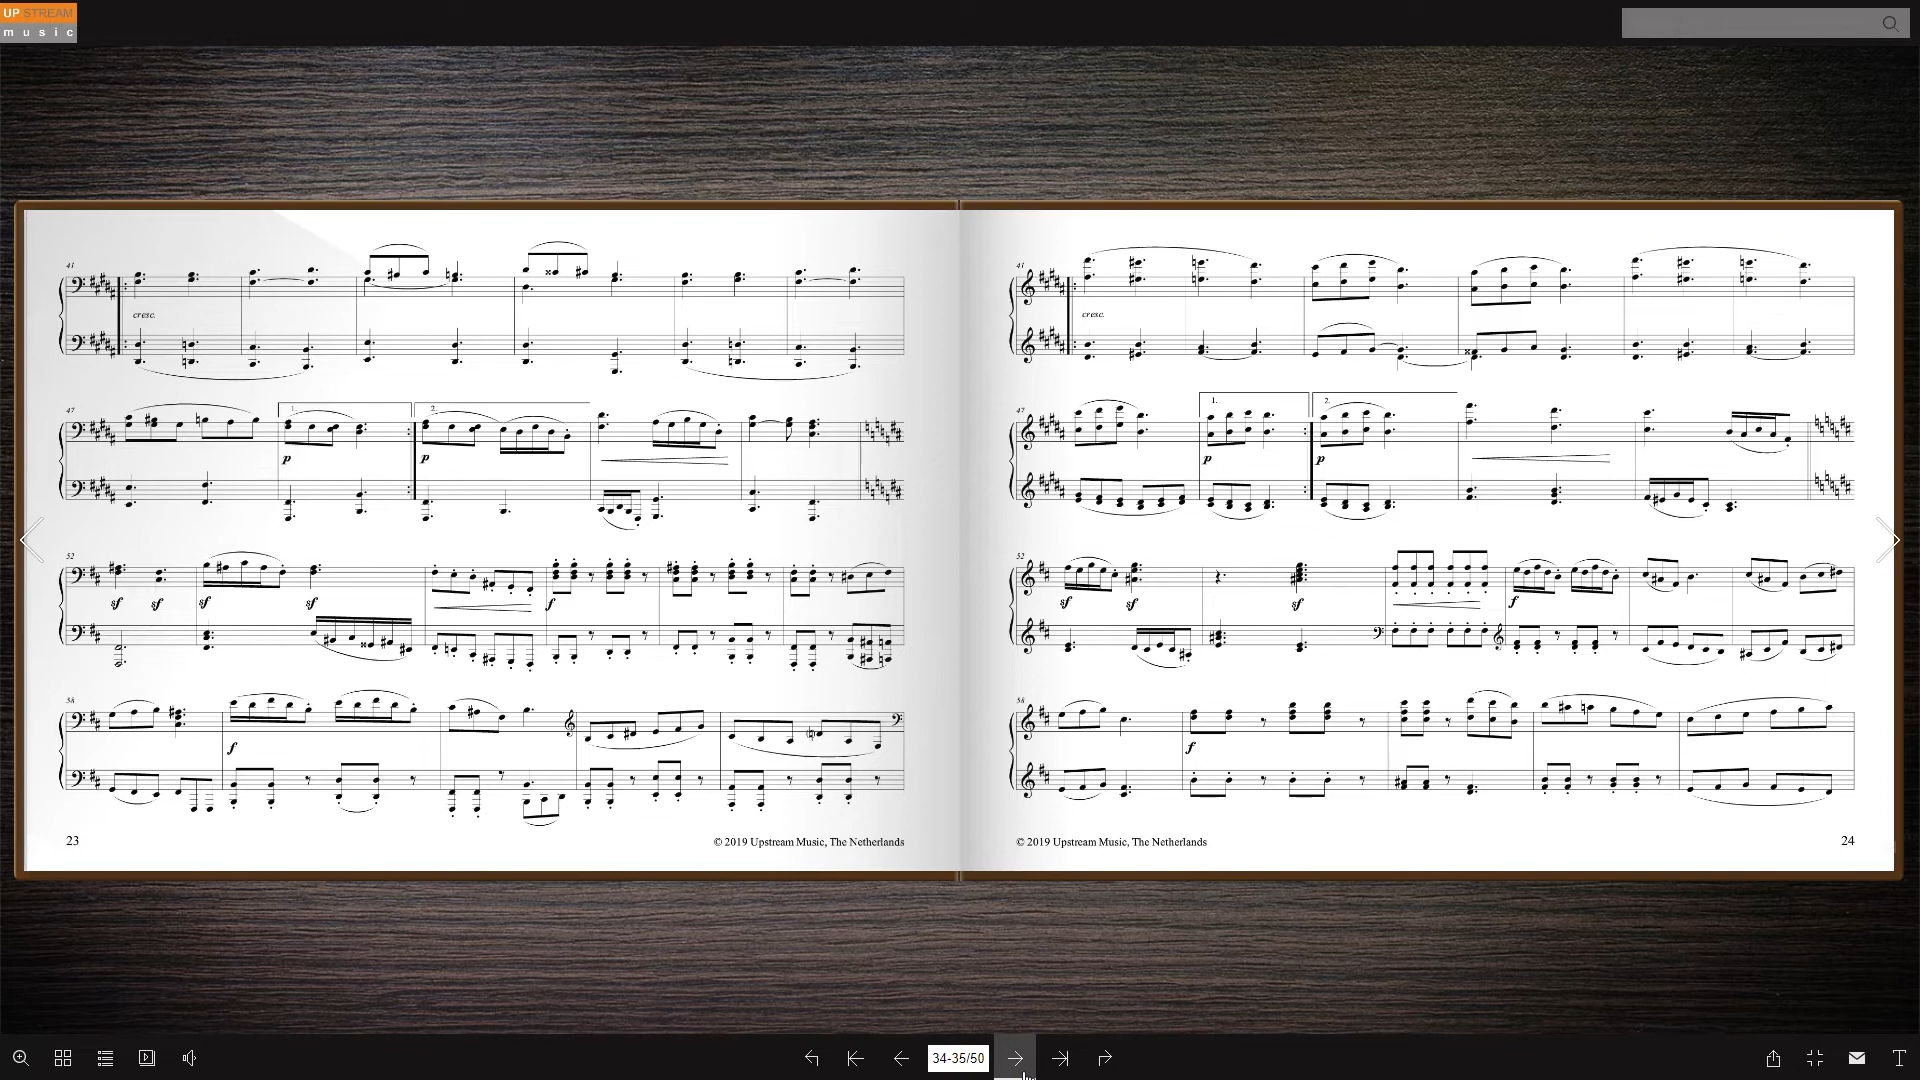 UP STREAM
music
41
cresc.
47
1.
2.
p
p
52
sf
sf
sf
sf
f
58
f
23
© 2019 Upstream Music, The Netherlands
41
cresc.
47
1.
2.
p
p
52
sf
sf
sf
f
58
f
© 2019 Upstream Music, The Netherlands
24
34-35/50
T